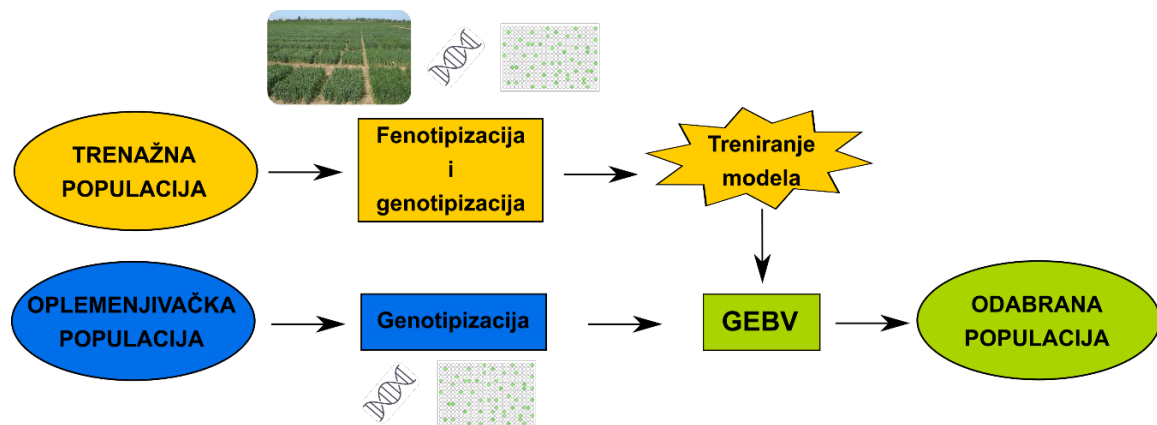 TRENAŽNA
POPULACIJA
Fenotipizacija
i
genotipizacija
Treniranje
modela
OPLEMENJIVAČKA
POPULACIJA
Genotipizacija
GEBV
ODABRANA
POPULACIJA